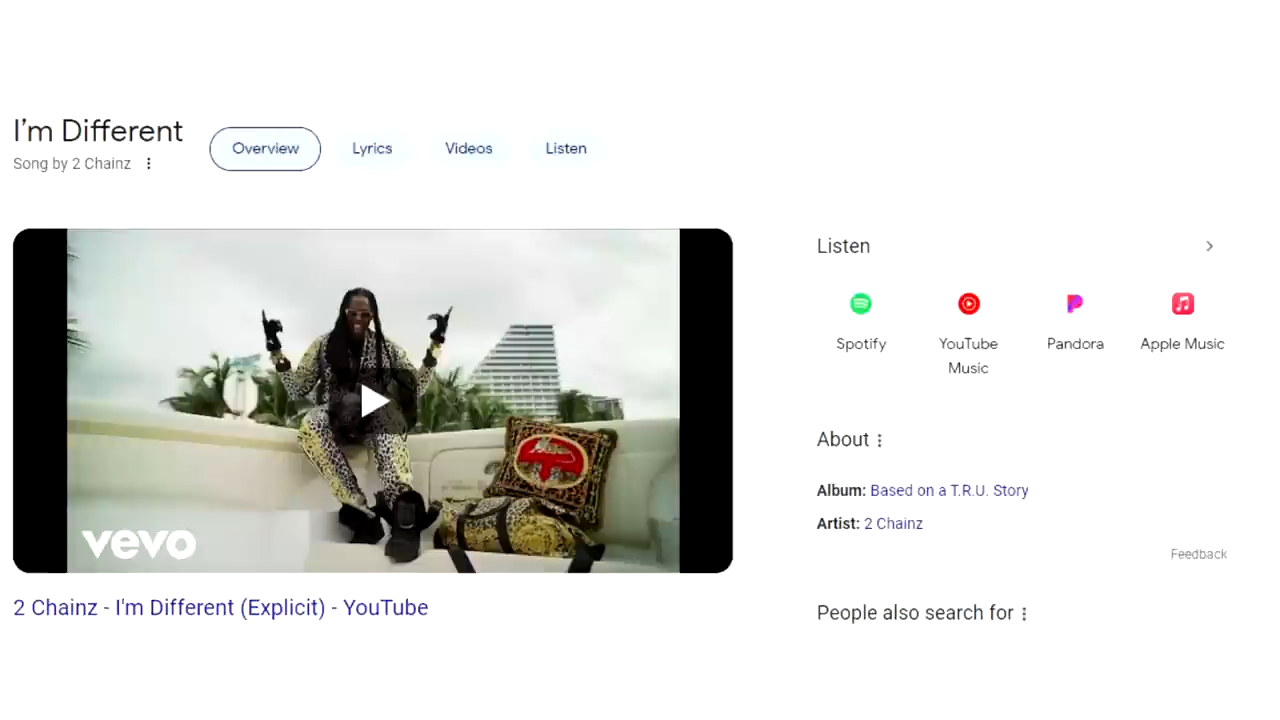 I'm Different
Song by 2 Chainz
Overview
Lyrics
Videos
Listen
vevo
2 Chainz - I'm Different (Explicit) - YouTube
Listen
Spotify
YouTube
Music
Pandora
Apple Music
About
Album: Based on a T.R.U. Story
Artist: 2 Chainz
Feedback
People also search for